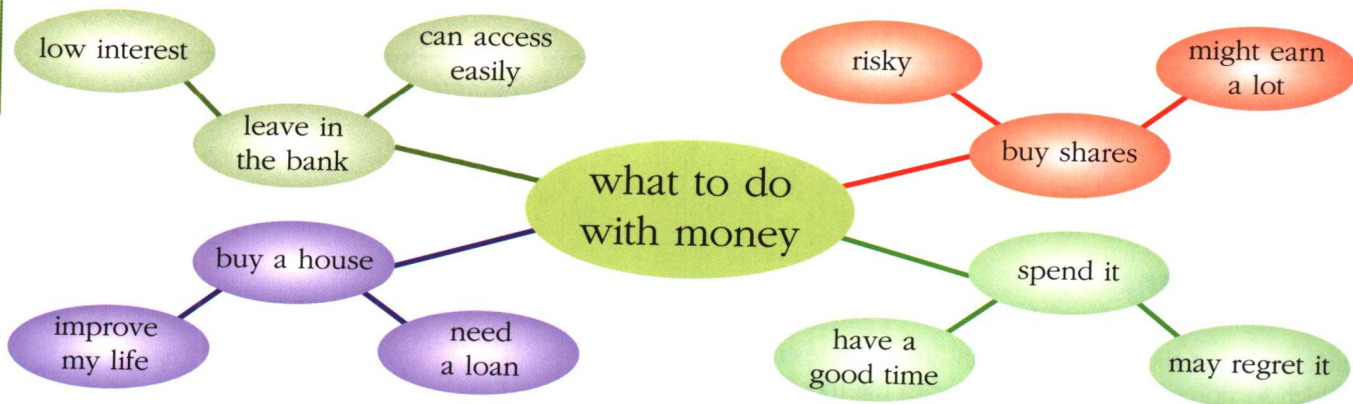 low interest
can access
easily
leave in
the bank
risky
might earn
a lot
buy shares
what to do
with money
buy a house
improve
my life
need
a loan
spend it
have a
good time
may regret it